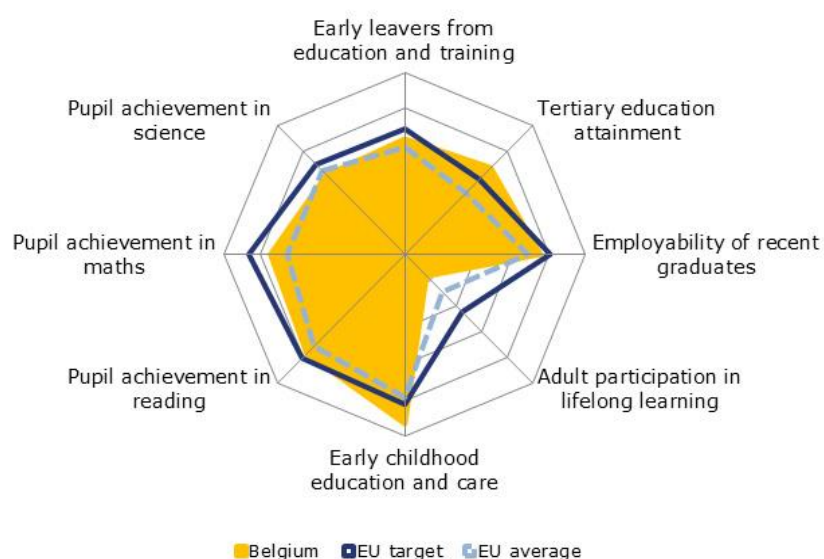 Early leavers from
education and training
Pupil achievement in
science
Tertiary education
attainment
Pupil achievement in
maths
Employability of recent
graduates
Pupil achievement in
reading
Adult participation in
lifelong learning
Early childhood
education and care
Belgium EU target EU average